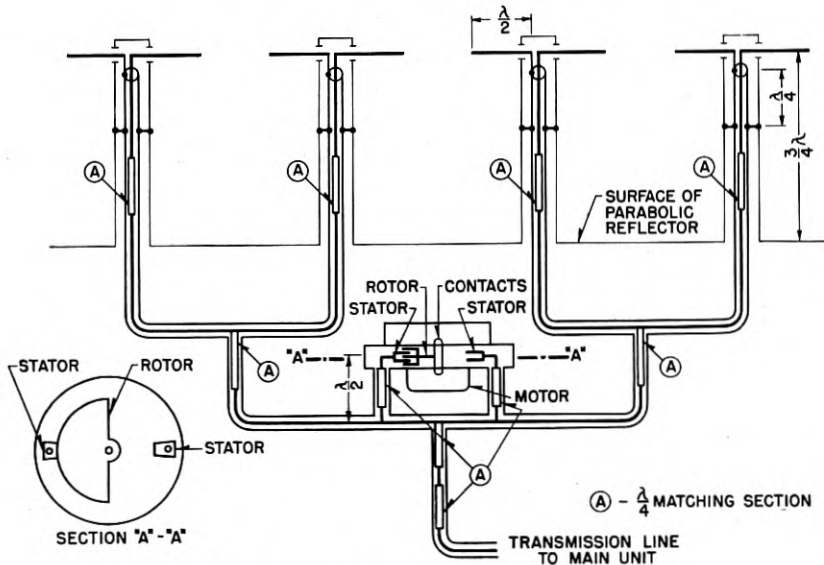 λ/2
λ/4
3λ/4
A
A
A
A
SURFACE OF
PARABOLIC
REFLECTOR
ROTOR
CONTACTS
STATOR
STATOR
"A"
"A"
λ/2
A
A
MOTOR
STATOR
ROTOR
STATOR
A
SECTION "A"-"A"
A - λ/4 MATCHING SECTION
TRANSMISSION LINE
TO MAIN UNIT